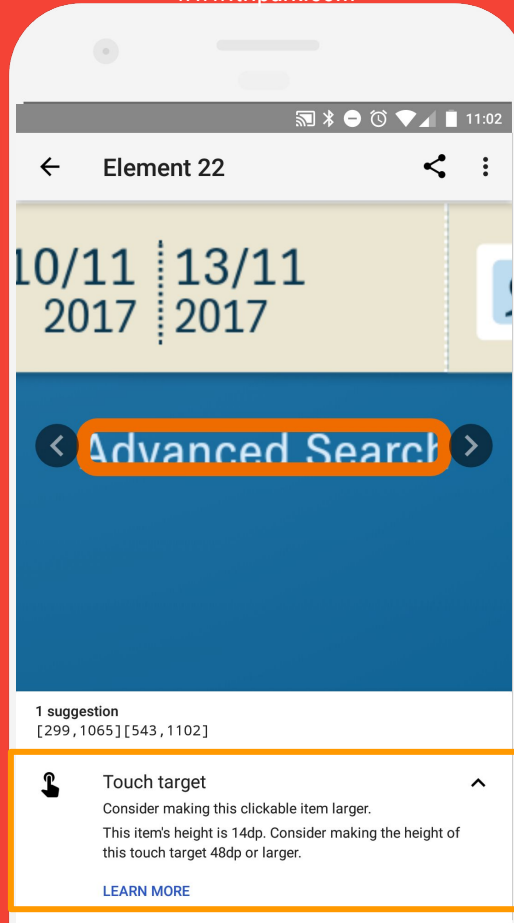 11:02
Element 22
10/11 13/11
2017 2017
Advanced Search
1 suggestion
[299,1065][543,1102]
Touch target
Consider making this clickable item larger.
This item's height is 14dp. Consider making the height of
this touch target 48dp or larger.
LEARN MORE